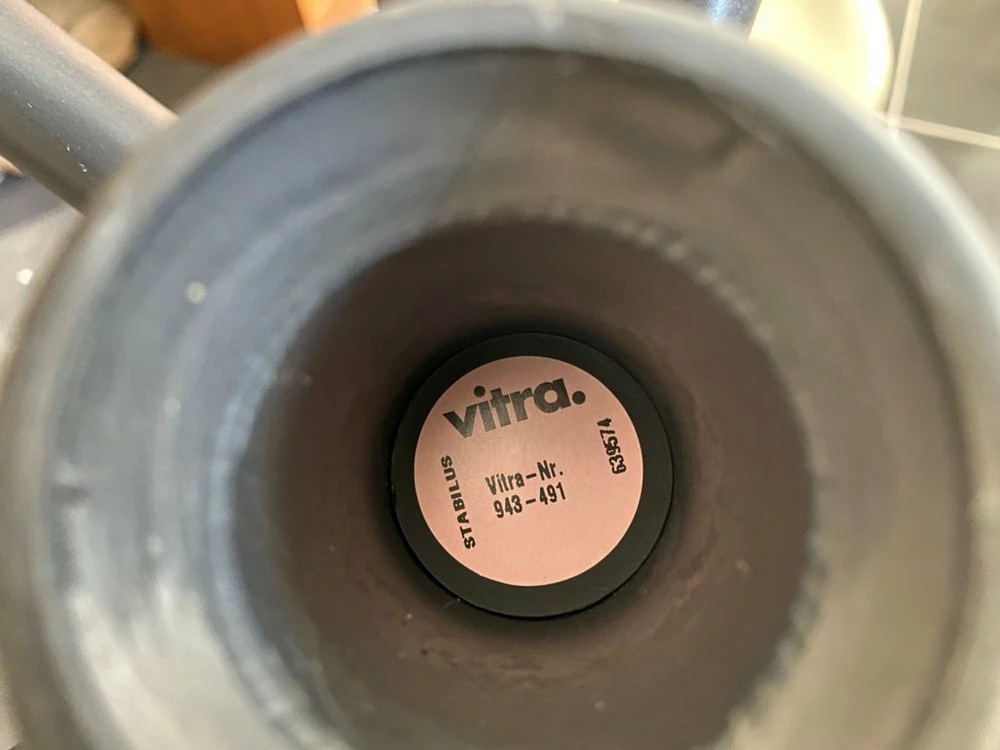 vitra.
STABILUS
Vitra-Nr.
943-491
639574